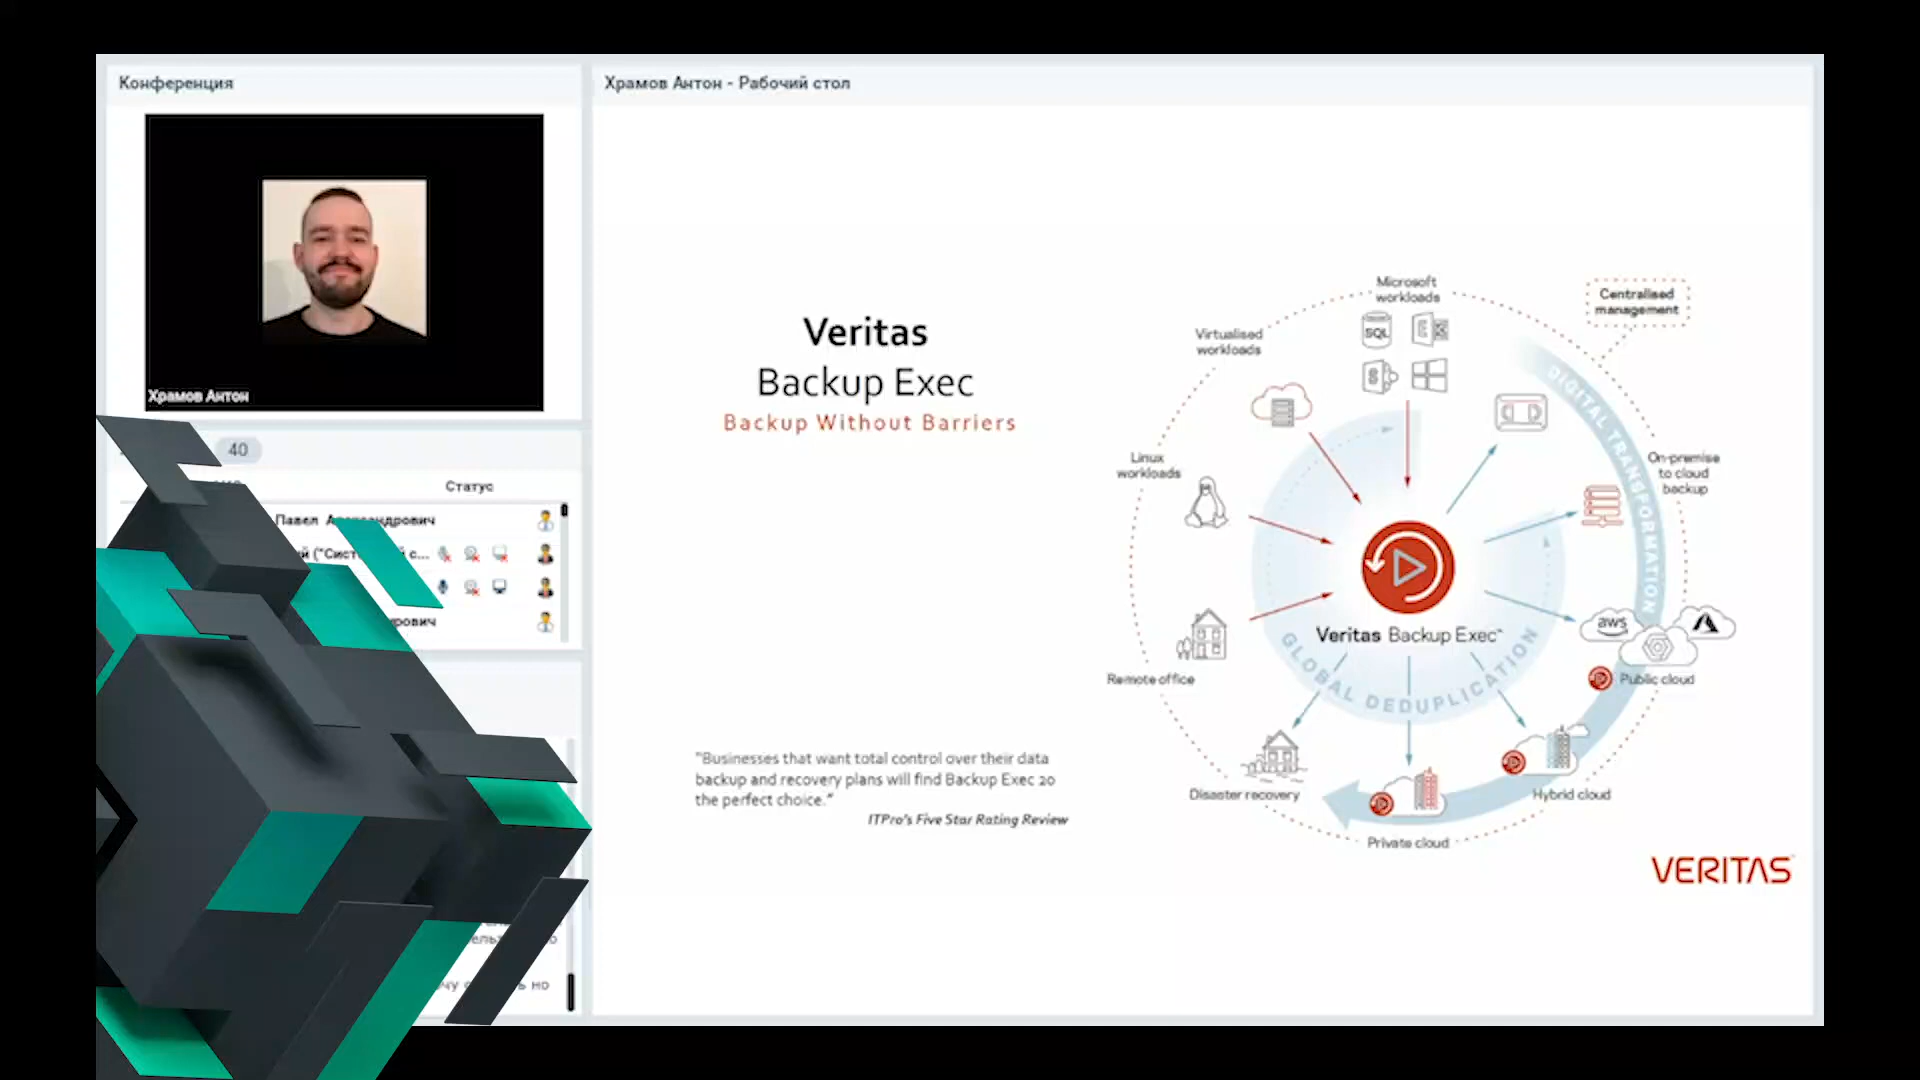 Конференция
Храмов Антон
40
Статус
Павел
й ("Сист
с...
рович
Храмов Антон - Рабочий стол
Veritas
Backup Exec
Backup Without Barriers
"Businesses that want total control over their data
backup and recovery plans will find Backup Exec 20
the perfect choice."
ITPro's Five Star Rating Review
Microsoft
workloads
SQL
Centralised
management
Virtualised
workloads
DIGITAL TRANSFORMATION
Linux
workloads
On-premise
to cloud
backup
aws
Veritas Backup Exec™
GLOBAL DEDUPLICATION
Remote office
Public cloud
Disaster recovery
Hybrid cloud
Private cloud
VERITAS